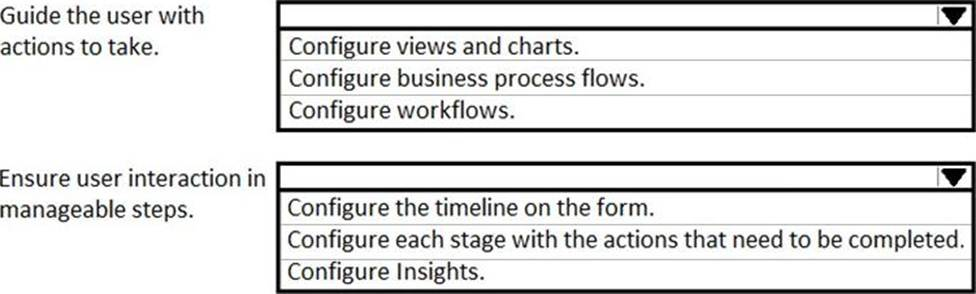 Guide the user with
actions to take.
Configure views and charts.
Configure business process flows.
Configure workflows.
Ensure user interaction in
manageable steps.
Configure the timeline on the form.
Configure each stage with the actions that need to be completed.
Configure Insights.